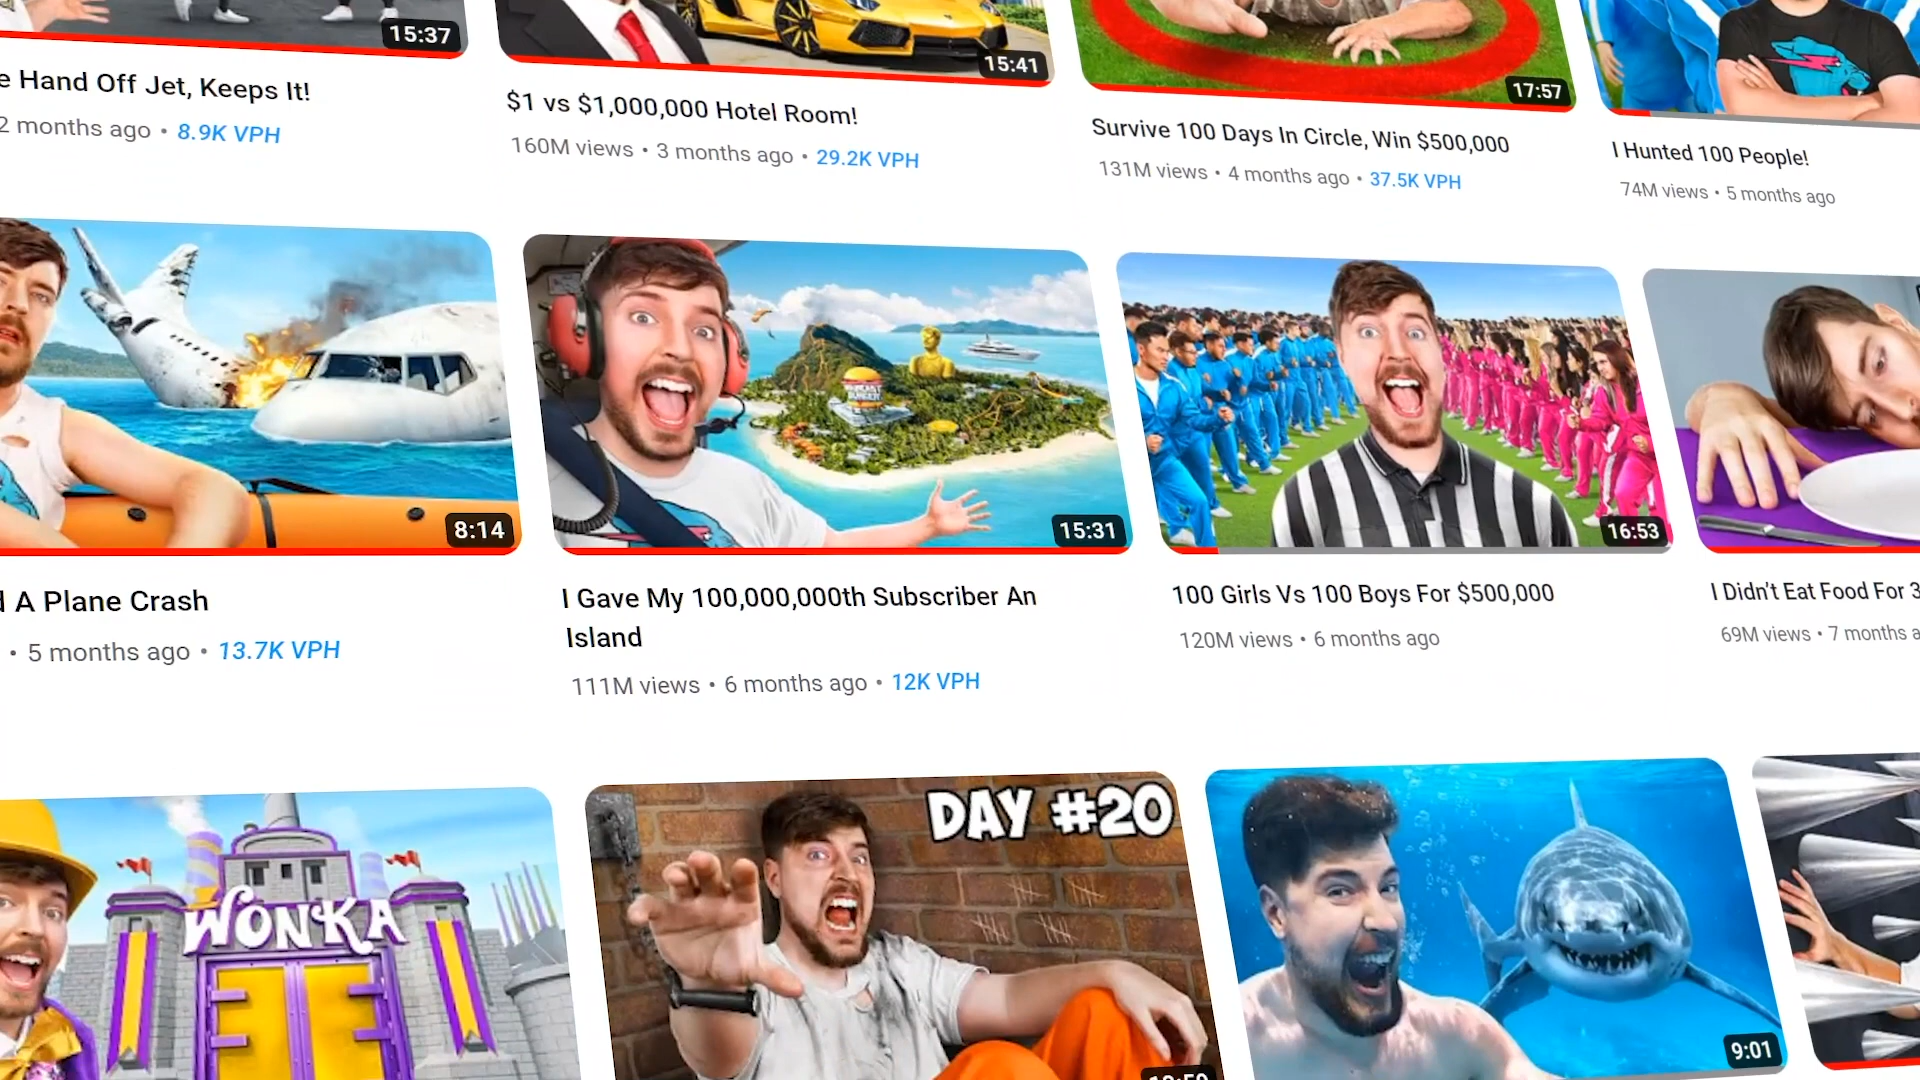 15:37
15:41
17:57
e Hand Off Jet, Keeps It!
$1 vs $1,000,000 Hotel Room!
Survive 100 Days In Circle, Win $500,000
I Hunted 100 People!
2 months ago • 8.9K VPH
160M views • 3 months ago • 29.2K VPH
131M views • 4 months ago • 37.5K VPH
74M views • 5 months ago
BURGER
8:14
15:31
16:53
A Plane Crash
I Gave My 100,000,000th Subscriber An
Island
100 Girls Vs 100 Boys For $500,000
I Didn't Eat Food For 3
• 5 months ago • 13.7K VPH
111M views • 6 months ago • 12K VPH
120M views • 6 months ago
69M views • 7 months a
WONKA
DAY #20
9:01